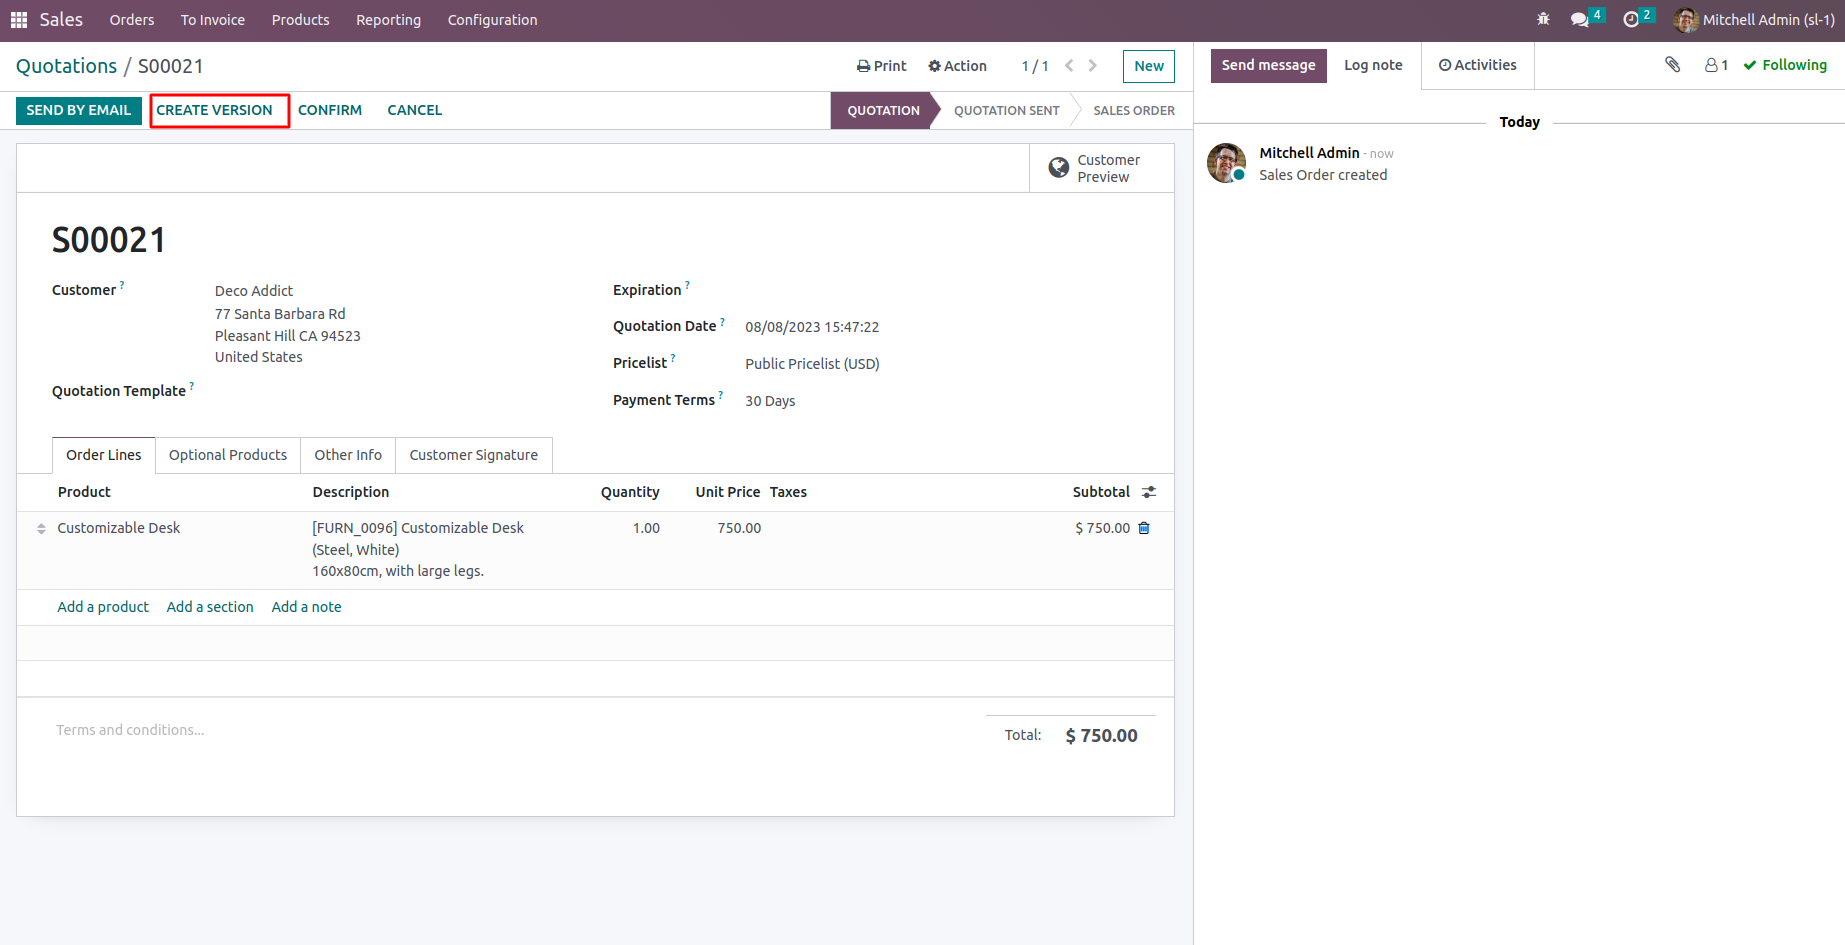 Sales Orders To Invoice Products Reporting Configuration 4 2 Mitchell Admin (sl-1)
Quotations / S00021 Print Action 1 / 1 New
Send message Log note Activities 1 Following
SEND BY EMAIL CREATE VERSION CONFIRM CANCEL QUOTATION QUOTATION SENT SALES ORDER
Today
Mitchell Admin - now
Sales Order created
Customer
Preview
S00021
Customer ?
Deco Addict
77 Santa Barbara Rd
Pleasant Hill CA 94523
United States
Quotation Template ?
Expiration ?
Quotation Date ? 08/08/2023 15:47:22
Pricelist ? Public Pricelist (USD)
Payment Terms ? 30 Days
Order Lines Optional Products Other Info Customer Signature
Product Description Quantity Unit Price Taxes Subtotal
Customizable Desk [FURN_0096] Customizable Desk 1.00 750.00 $ 750.00
(Steel, White)
160x80cm, with large legs.
Add a product Add a section Add a note
Terms and conditions...
Total: $ 750.00